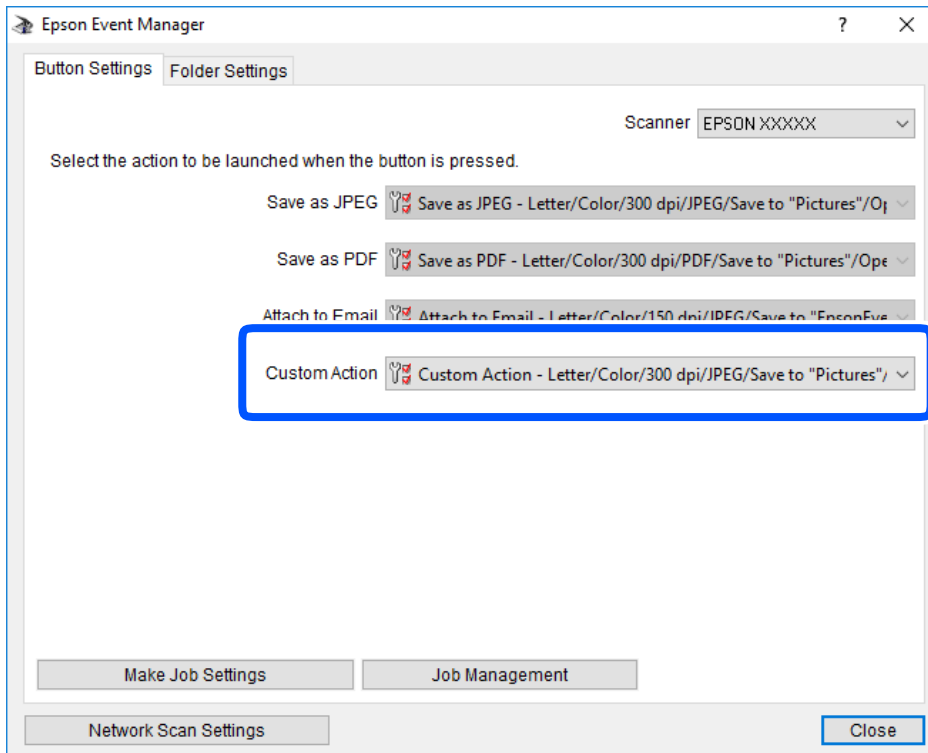 Epson Event Manager
Button Settings Folder Settings
Scanner EPSON XXXXX
Select the action to be launched when the button is pressed.
Save as JPEG Save as JPEG - Letter/Color/300 dpi/JPEG/Save to "Pictures"/Op
Save as PDF Save as PDF - Letter/Color/300 dpi/PDF/Save to "Pictures"/Ope
Attach to Email Attach to Email - Letter/Color/150 dpi/JPEG/Save to "EpsonEve
Custom Action Custom Action - Letter/Color/300 dpi/JPEG/Save to "Pictures"/
Make Job Settings Job Management
Network Scan Settings Close